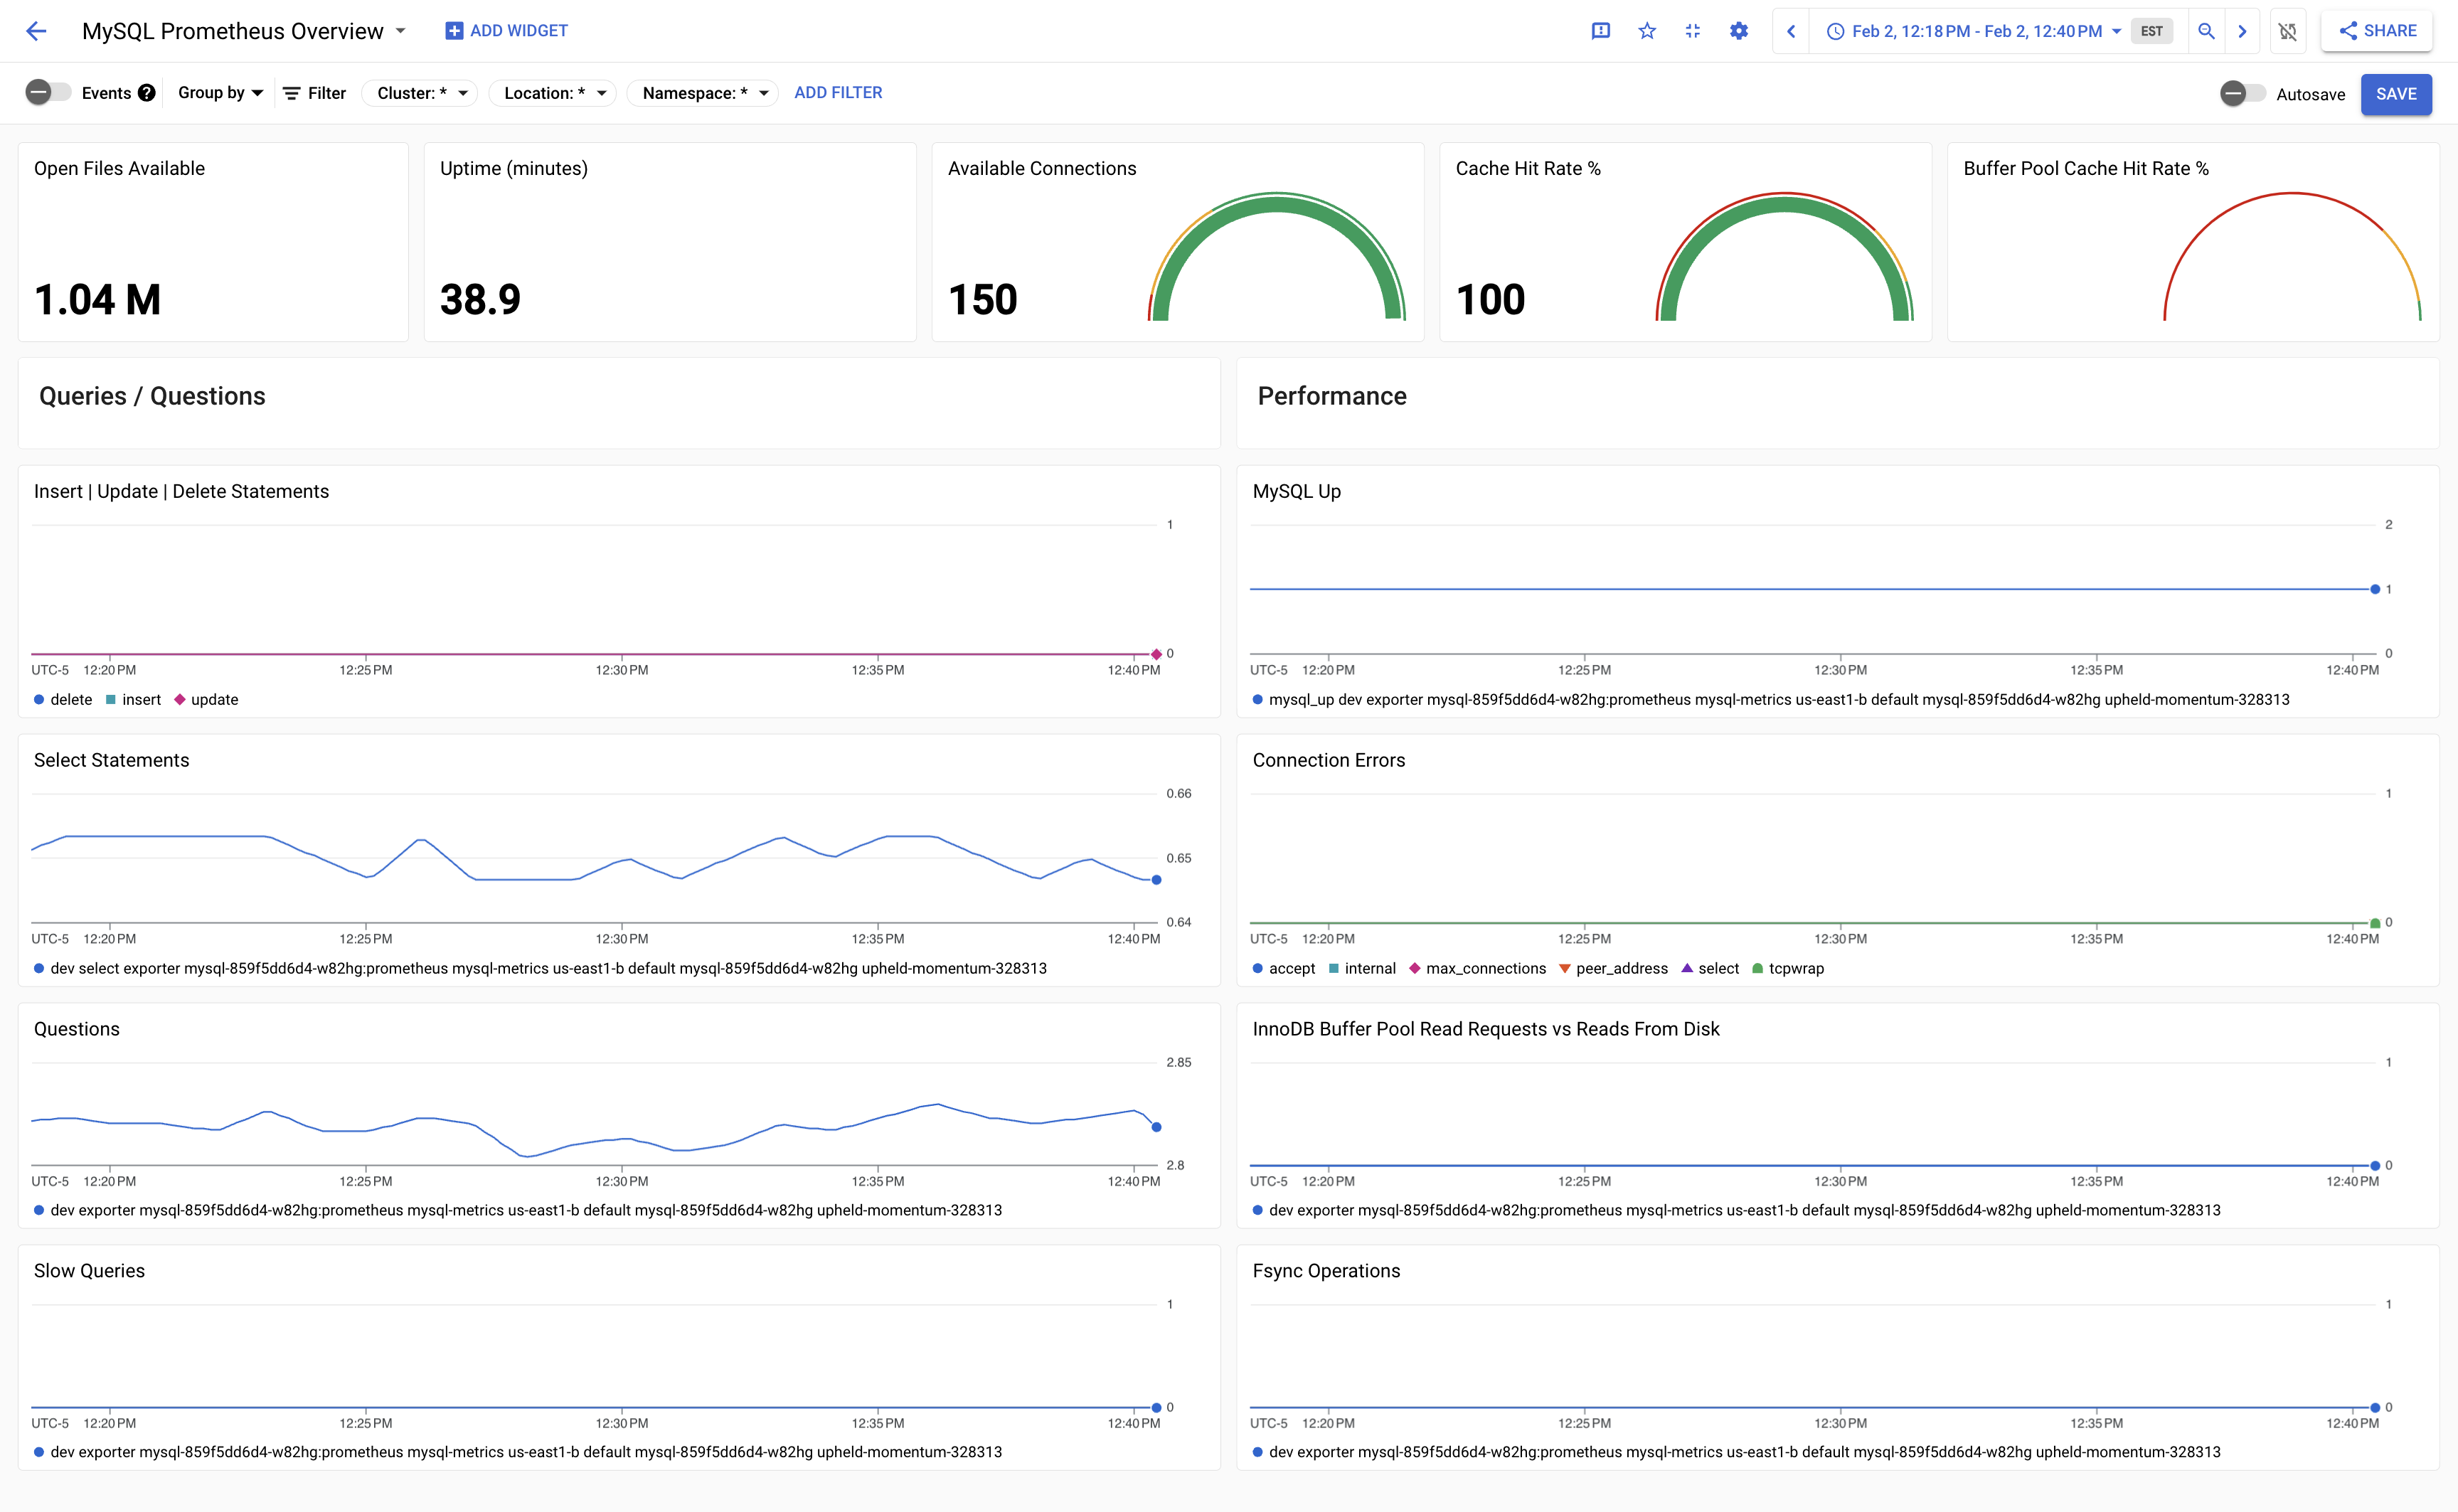 MySQL Prometheus Overview
ADD WIDGET
Feb 2, 12:18 PM - Feb 2, 12:40 PM
EST
SHARE
Events
Group by
Filter
Cluster: *
Location: *
Namespace: *
ADD FILTER
Autosave
SAVE
Open Files Available
1.04 M
Uptime (minutes)
38.9
Available Connections
150
Cache Hit Rate %
100
Buffer Pool Cache Hit Rate %
Queries / Questions
Performance
Insert | Update | Delete Statements
1
0
UTC-5 12:20 PM 12:25 PM 12:30 PM 12:35 PM 12:40 PM
delete insert update
MySQL Up
2
1
0
UTC-5 12:20 PM 12:25 PM 12:30 PM 12:35 PM 12:40 PM
mysql_up dev exporter mysql-859f5dd6d4-w82hg:prometheus mysql-metrics us-east1-b default mysql-859f5dd6d4-w82hg upheld-momentum-328313
Select Statements
0.66
0.65
0.64
UTC-5 12:20 PM 12:25 PM 12:30 PM 12:35 PM 12:40 PM
dev select exporter mysql-859f5dd6d4-w82hg:prometheus mysql-metrics us-east1-b default mysql-859f5dd6d4-w82hg upheld-momentum-328313
Connection Errors
1
0
UTC-5 12:20 PM 12:25 PM 12:30 PM 12:35 PM 12:40 PM
accept internal max_connections peer_address select tcpwrap
Questions
2.85
2.8
UTC-5 12:20 PM 12:25 PM 12:30 PM 12:35 PM 12:40 PM
dev exporter mysql-859f5dd6d4-w82hg:prometheus mysql-metrics us-east1-b default mysql-859f5dd6d4-w82hg upheld-momentum-328313
InnoDB Buffer Pool Read Requests vs Reads From Disk
1
0
UTC-5 12:20 PM 12:25 PM 12:30 PM 12:35 PM 12:40 PM
dev exporter mysql-859f5dd6d4-w82hg:prometheus mysql-metrics us-east1-b default mysql-859f5dd6d4-w82hg upheld-momentum-328313
Slow Queries
1
0
UTC-5 12:20 PM 12:25 PM 12:30 PM 12:35 PM 12:40 PM
dev exporter mysql-859f5dd6d4-w82hg:prometheus mysql-metrics us-east1-b default mysql-859f5dd6d4-w82hg upheld-momentum-328313
Fsync Operations
1
0
UTC-5 12:20 PM 12:25 PM 12:30 PM 12:35 PM 12:40 PM
dev exporter mysql-859f5dd6d4-w82hg:prometheus mysql-metrics us-east1-b default mysql-859f5dd6d4-w82hg upheld-momentum-328313